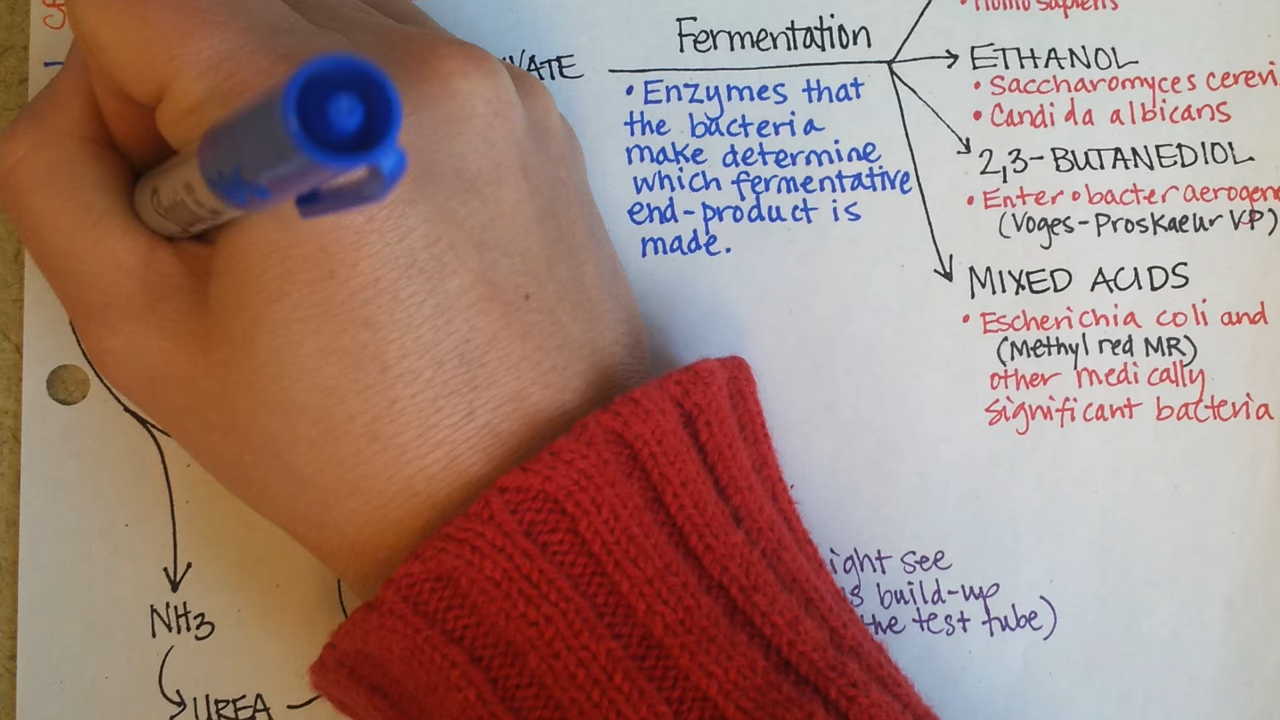 Homo sapiens
Fermentation
ETHANOL
• Saccharomyces cerevi
• Candida albicans
• Enzymes that
the bacteria
make determine
which fermentative
end-product is
made.
2,3-BUTANEDIOL
• Enterobacter aerogen
(Voges-Proskaeur VP)
MIXED ACIDS
• Escherichia coli and
(Methyl red MR)
other medically
significant bacteria
ight see
s build-up
the test tube)
NH3
UREA